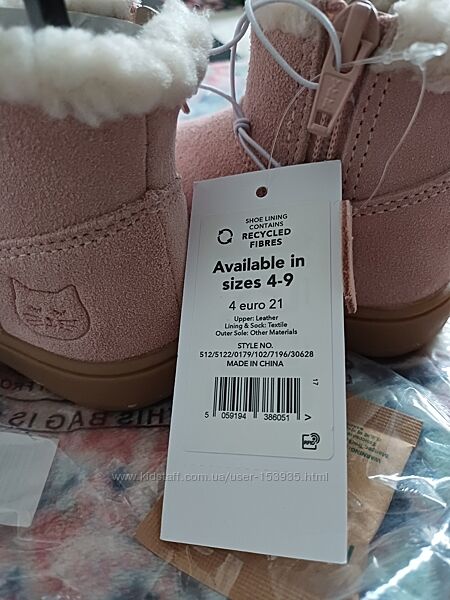 SHOE LINING
CONTAINS
RECYCLED
FIBRES
Available in
sizes 4-9
4 euro 21
Upper: Leather
Lining & Sock: Textile
Outer Sole: Other Materials
STYLE NO.
512/5122/0179/102/7196/30628
MADE IN CHINA
17
5 059194 386051 V
www.kidstaff.com.ua/user-153935.html
THIS BAG IS
WARNING